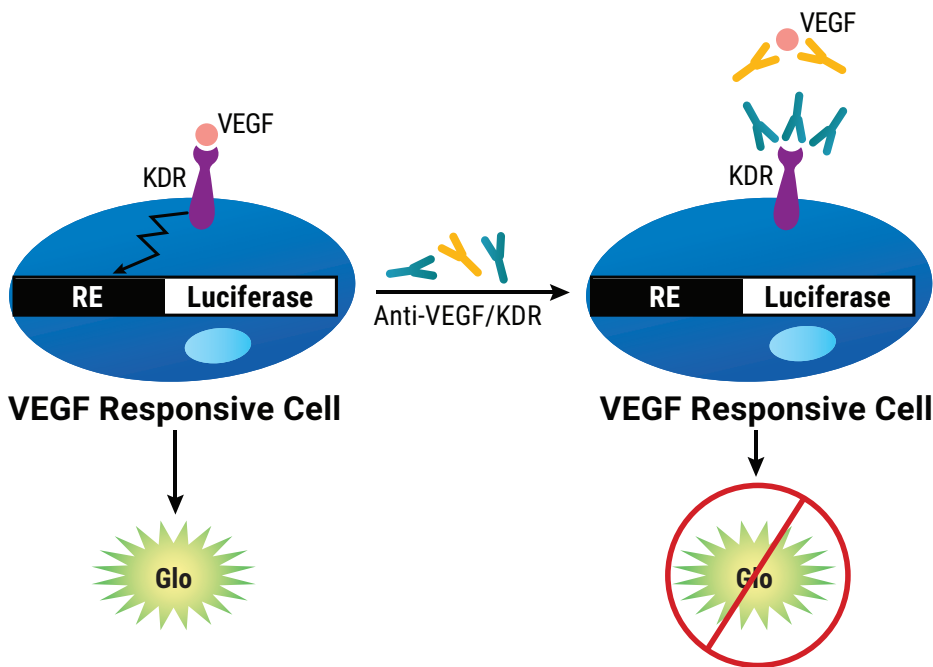 VEGF
KDR
RE
Luciferase
VEGF Responsive Cell
Glo
Anti-VEGF/KDR
VEGF
KDR
RE
Luciferase
VEGF Responsive Cell
Glo